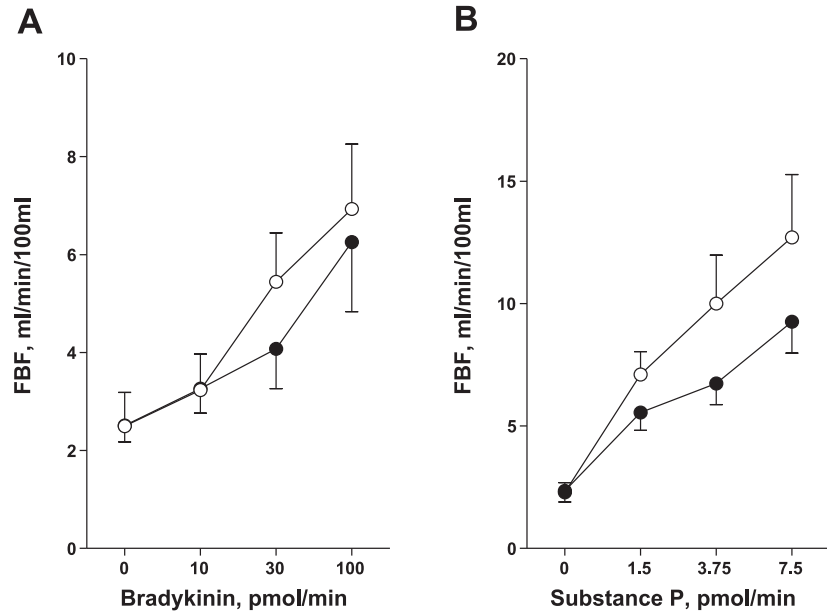 A
B
10
8
6
4
2
0
FBF, ml/min/100ml
0 10 30 100
Bradykinin, pmol/min
20
15
10
5
0
FBF, ml/min/100ml
0 1.5 3.75 7.5
Substance P, pmol/min